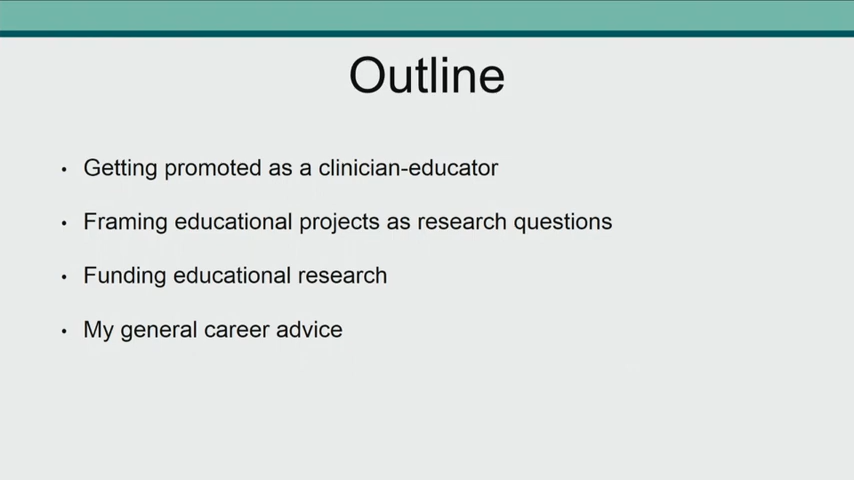 Outline
• Getting promoted as a clinician-educator
• Framing educational projects as research questions
• Funding educational research
• My general career advice